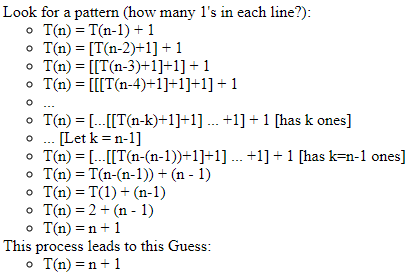 Look for a pattern (how many 1's in each line?):
o T(n) = T(n-1) + 1
o T(n) = [T(n-2)+1] + 1
o T(n) = [[T(n-3)+1]+1] + 1
o T(n) = [[[T(n-4)+1]+1]+1] + 1
o ...
o T(n) = [...[[T(n-k)+1]+1] ... +1] + 1 [has k ones]
o ... [Let k = n-1]
o T(n) = [...[[T(n-(n-1))+1]+1] ... +1] + 1 [has k=n-1 ones]
o T(n) = T(n-(n-1)) + (n - 1)
o T(n) = T(1) + (n-1)
o T(n) = 2 + (n - 1)
o T(n) = n + 1
This process leads to this Guess:
o T(n) = n + 1